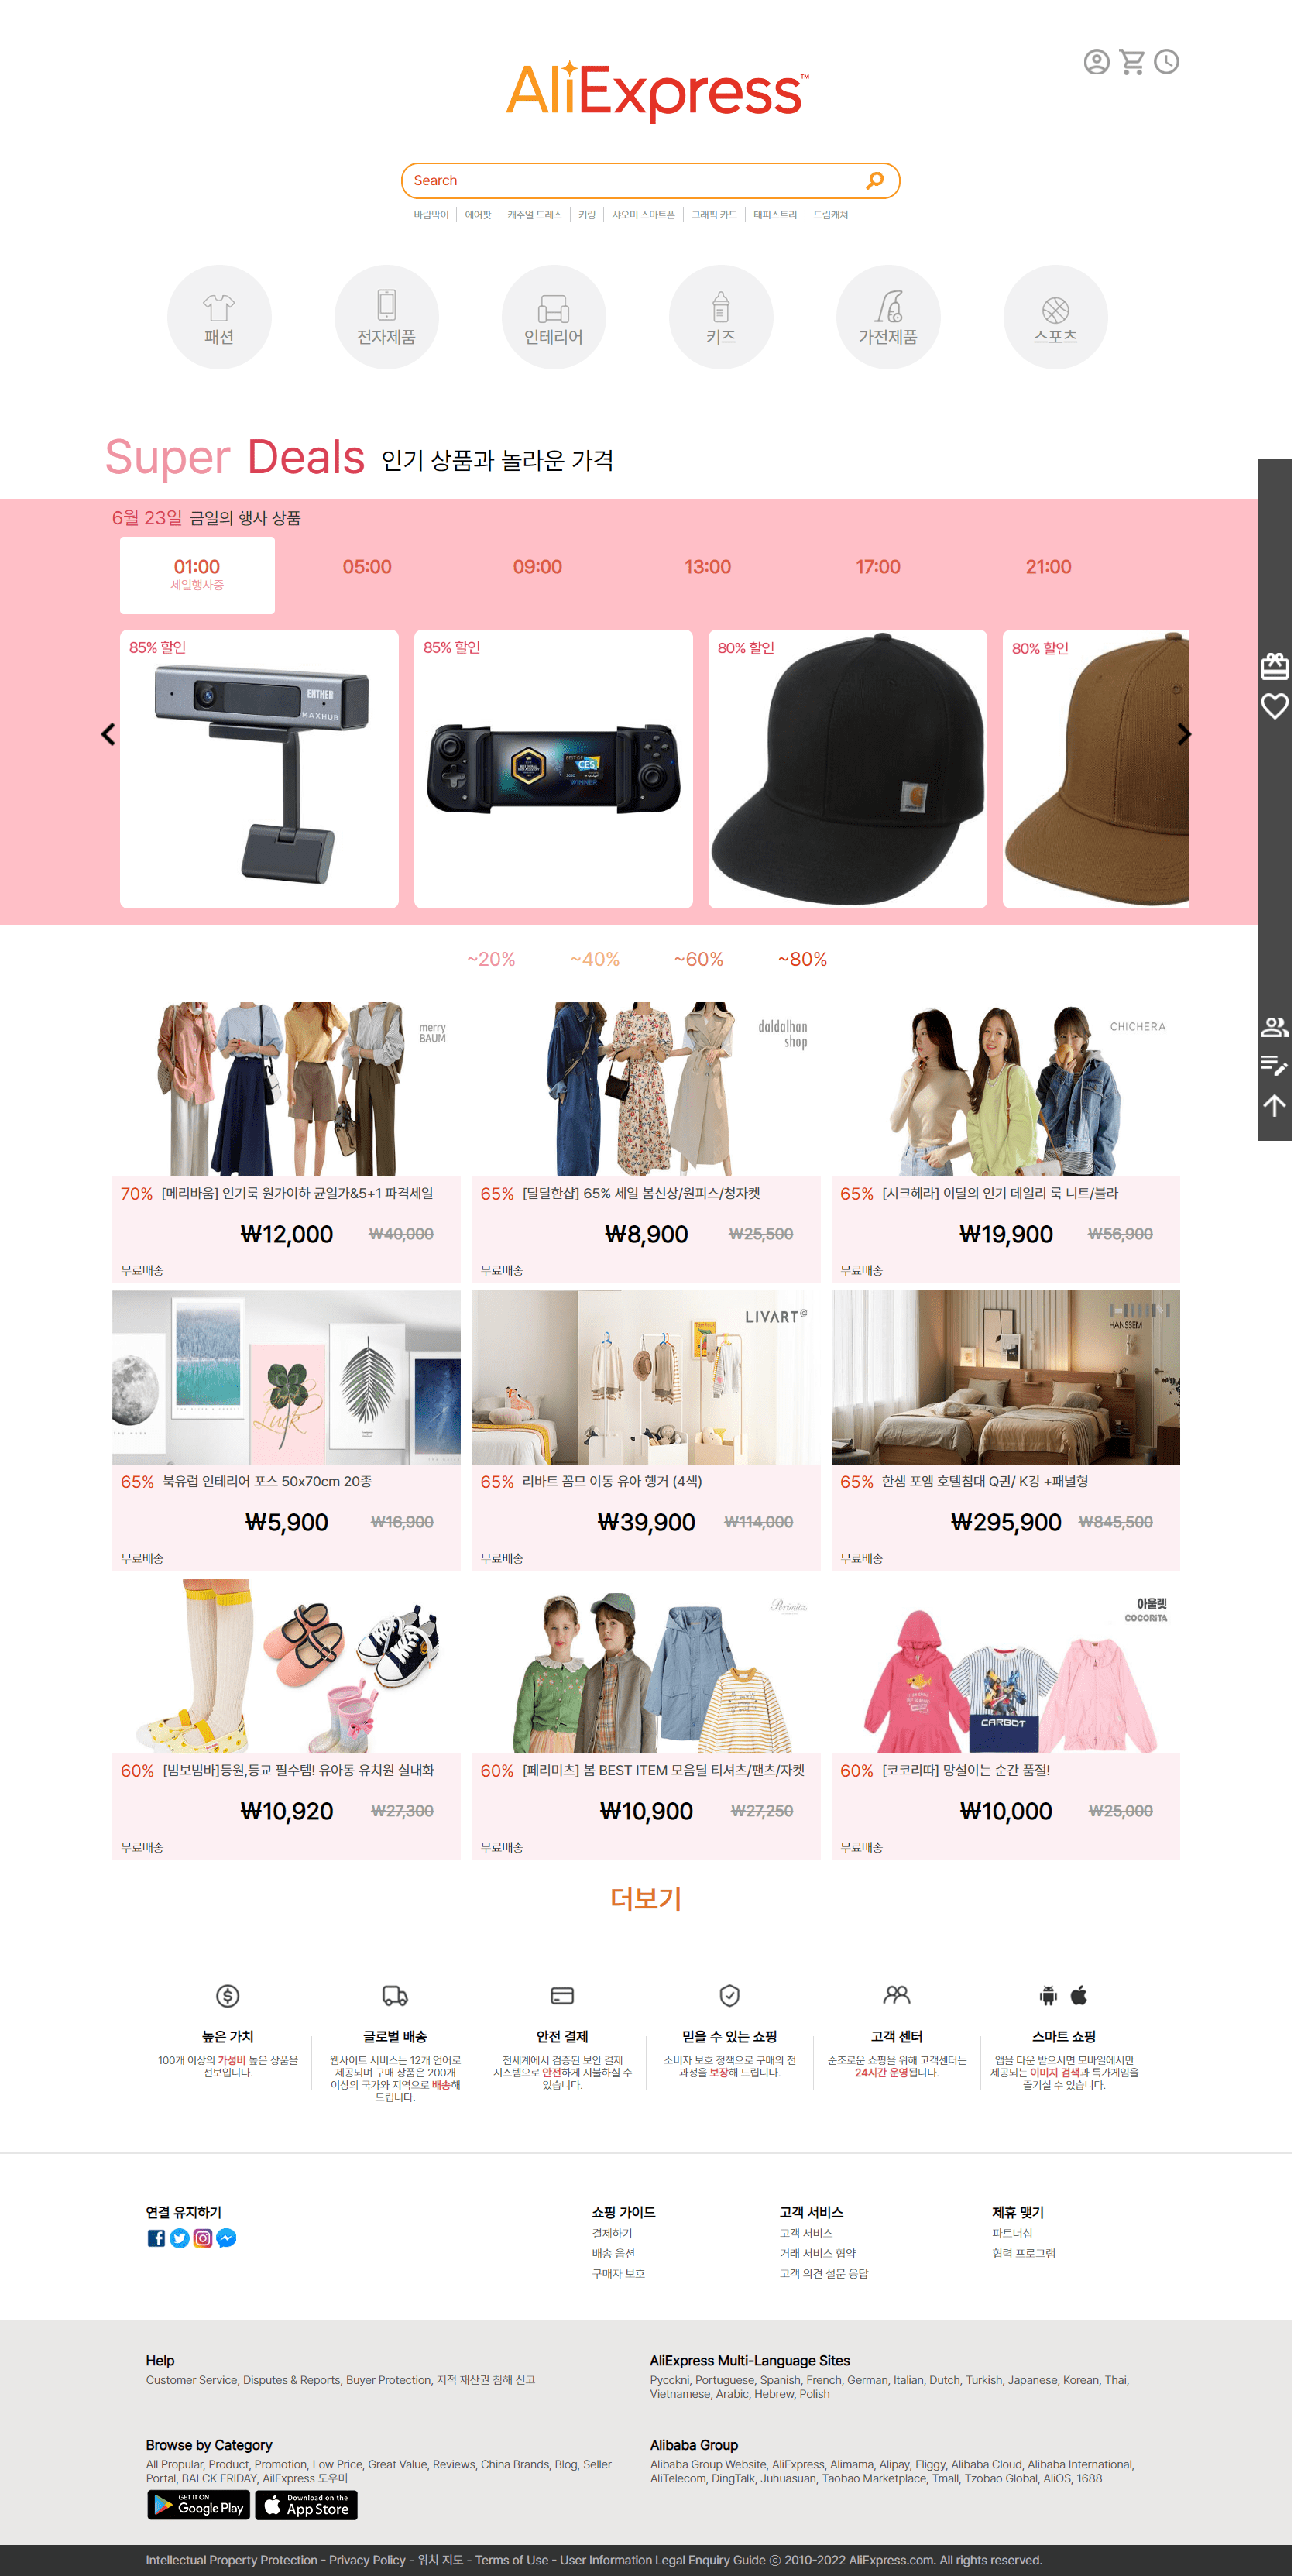 AliExpress™
Search
바람막이 에어팟 캐주얼 드레스 키링 샤오미 스마트폰 그래픽 카드 태피스트리 드림캐쳐
패션 전자제품 인테리어 키즈 가전제품 스포츠
Super Deals 인기 상품과 놀라운 가격
6월 23일 금일의 행사 상품
01:00 05:00 09:00 13:00 17:00 21:00
세일행사중
85% 할인 85% 할인 80% 할인 80% 할인
ENTHER
MAXHUB
CES
WINNER
~20% ~40% ~60% ~80%
merry
BAUM
daldalhan
shop
CHICHERA
70% [메리바움] 인기룩 원가이하 균일가&5+1 파격세일
₩12,000 ₩40,000
무료배송
65% [달달한샵] 65% 세일 봄신상/원피스/청자켓
₩8,900 ₩25,500
무료배송
65% [시크헤라] 이달의 인기 데일리 룩 니트/블라
₩19,900 ₩56,900
무료배송
Luck
LIVART
HANSSEM
65% 북유럽 인테리어 포스 50x70cm 20종
₩5,900 ₩16,900
무료배송
65% 리바트 꼼므 이동 유아 행거 (4색)
₩39,900 ₩114,000
무료배송
65% 한샘 포엠 호텔침대 Q퀸/ K킹 +패널형
₩295,900 ₩845,500
무료배송
Perimitz
아울렛
COCORITA
CARBOT
60% [빔보빔바]등원,등교 필수템! 유아동 유치원 실내화
₩10,920 ₩27,300
무료배송
60% [페리미츠] 봄 BEST ITEM 모음딜 티셔츠/팬츠/자켓
₩10,900 ₩27,250
무료배송
60% [코코리따] 망설이는 순간 품절!
₩10,000 ₩25,000
무료배송
더보기
높은 가치
100개 이상의 가성비 높은 상품을
선보입니다.
글로벌 배송
웹사이트 서비스는 12개 언어로
제공되며 구매 상품은 200개
이상의 국가와 지역으로 배송해
드립니다.
안전 결제
전세계에서 검증된 보안 결제
시스템으로 안전하게 지불하실 수
있습니다.
믿을 수 있는 쇼핑
소비자 보호 정책으로 구매의 전
과정을 보장해 드립니다.
고객 센터
순조로운 쇼핑을 위해 고객센터는
24시간 운영됩니다.
스마트 쇼핑
앱을 다운 받으시면 모바일에서만
제공되는 이미지 검색과 특가게임을
즐기실 수 있습니다.
연결 유지하기
쇼핑 가이드
결제하기
배송 옵션
구매자 보호
고객 서비스
고객 서비스
거래 서비스 협약
고객 의견 설문 응답
제휴 맺기
파트너십
협력 프로그램
Help
Customer Service, Disputes & Reports, Buyer Protection, 지적 재산권 침해 신고
AliExpress Multi-Language Sites
Pycckni, Portuguese, Spanish, French, German, Italian, Dutch, Turkish, Japanese, Korean, Thai,
Vietnamese, Arabic, Hebrew, Polish
Browse by Category
All Propular, Product, Promotion, Low Price, Great Value, Reviews, China Brands, Blog, Seller
Portal, BALCK FRIDAY, AilExpress 도우미
GET IT ON
Google Play
Download on the
App Store
Alibaba Group
Alibaba Group Website, AliExpress, Alimama, Alipay, Fliggy, Alibaba Cloud, Alibaba International,
AliTelecom, DingTalk, Juhuasuan, Taobao Marketplace, Tmall, Tzobao Global, AliOS, 1688
Intellectual Property Protection - Privacy Policy - 위치 지도 - Terms of Use - User Information Legal Enquiry Guide ⓒ 2010-2022 AliExpress.com. All rights reserved.